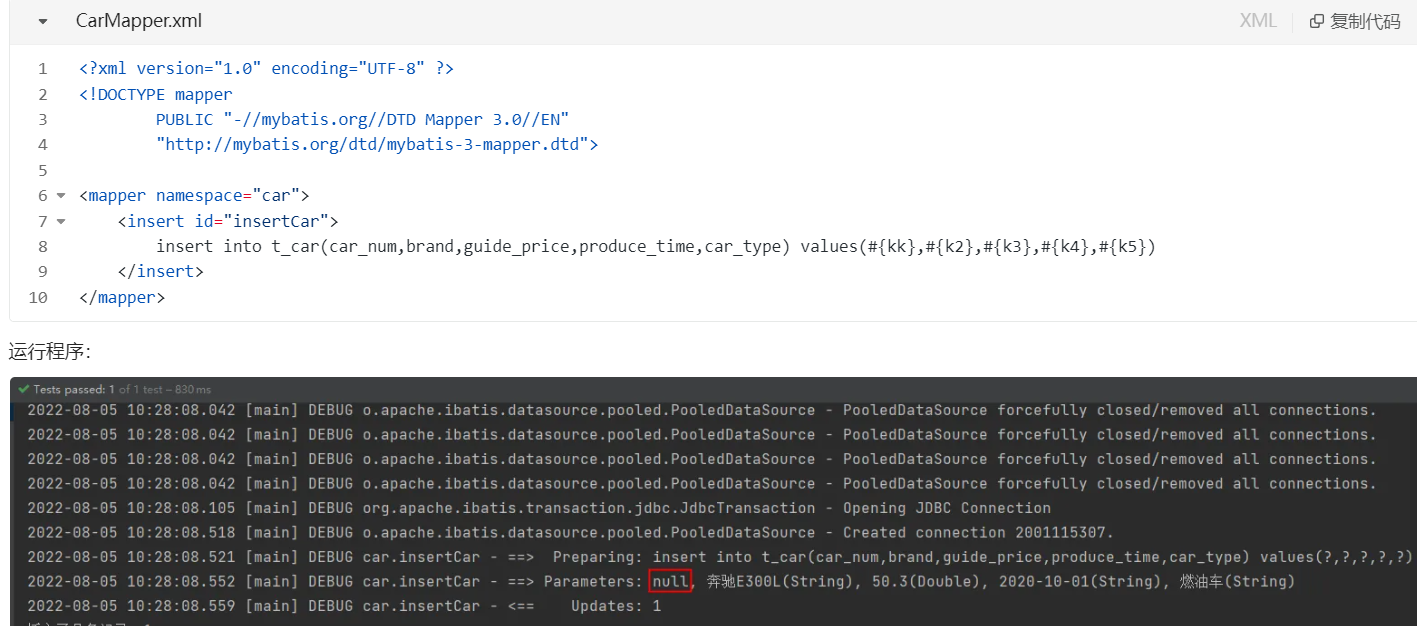 CarMapper.xml
XML
复制代码
1 <?xml version="1.0" encoding="UTF-8" ?>
2 <!DOCTYPE mapper
3         PUBLIC "-//mybatis.org//DTD Mapper 3.0//EN"
4         "http://mybatis.org/dtd/mybatis-3-mapper.dtd">
5
6 <mapper namespace="car">
7     <insert id="insertCar">
8         insert into t_car(car_num,brand,guide_price,produce_time,car_type) values(#{kk},#{k2},#{k3},#{k4},#{k5})
9     </insert>
10 </mapper>
运行程序：
Tests passed: 1 of 1 test – 830 ms
2022-08-05 10:28:08.042 [main] DEBUG o.apache.ibatis.datasource.pooled.PooledDataSource - PooledDataSource forcefully closed/removed all connections.
2022-08-05 10:28:08.042 [main] DEBUG o.apache.ibatis.datasource.pooled.PooledDataSource - PooledDataSource forcefully closed/removed all connections.
2022-08-05 10:28:08.042 [main] DEBUG o.apache.ibatis.datasource.pooled.PooledDataSource - PooledDataSource forcefully closed/removed all connections.
2022-08-05 10:28:08.042 [main] DEBUG o.apache.ibatis.datasource.pooled.PooledDataSource - PooledDataSource forcefully closed/removed all connections.
2022-08-05 10:28:08.105 [main] DEBUG org.apache.ibatis.transaction.jdbc.JdbcTransaction - Opening JDBC Connection
2022-08-05 10:28:08.518 [main] DEBUG o.apache.ibatis.datasource.pooled.PooledDataSource - Created connection 2001115307.
2022-08-05 10:28:08.521 [main] DEBUG car.insertCar - ==>  Preparing: insert into t_car(car_num,brand,guide_price,produce_time,car_type) values(?,?,?,?,?)
2022-08-05 10:28:08.552 [main] DEBUG car.insertCar - ==> Parameters: null, 奔驰E300L(String), 50.3(Double), 2020-10-01(String), 燃油车(String)
2022-08-05 10:28:08.559 [main] DEBUG car.insertCar - <==    Updates: 1